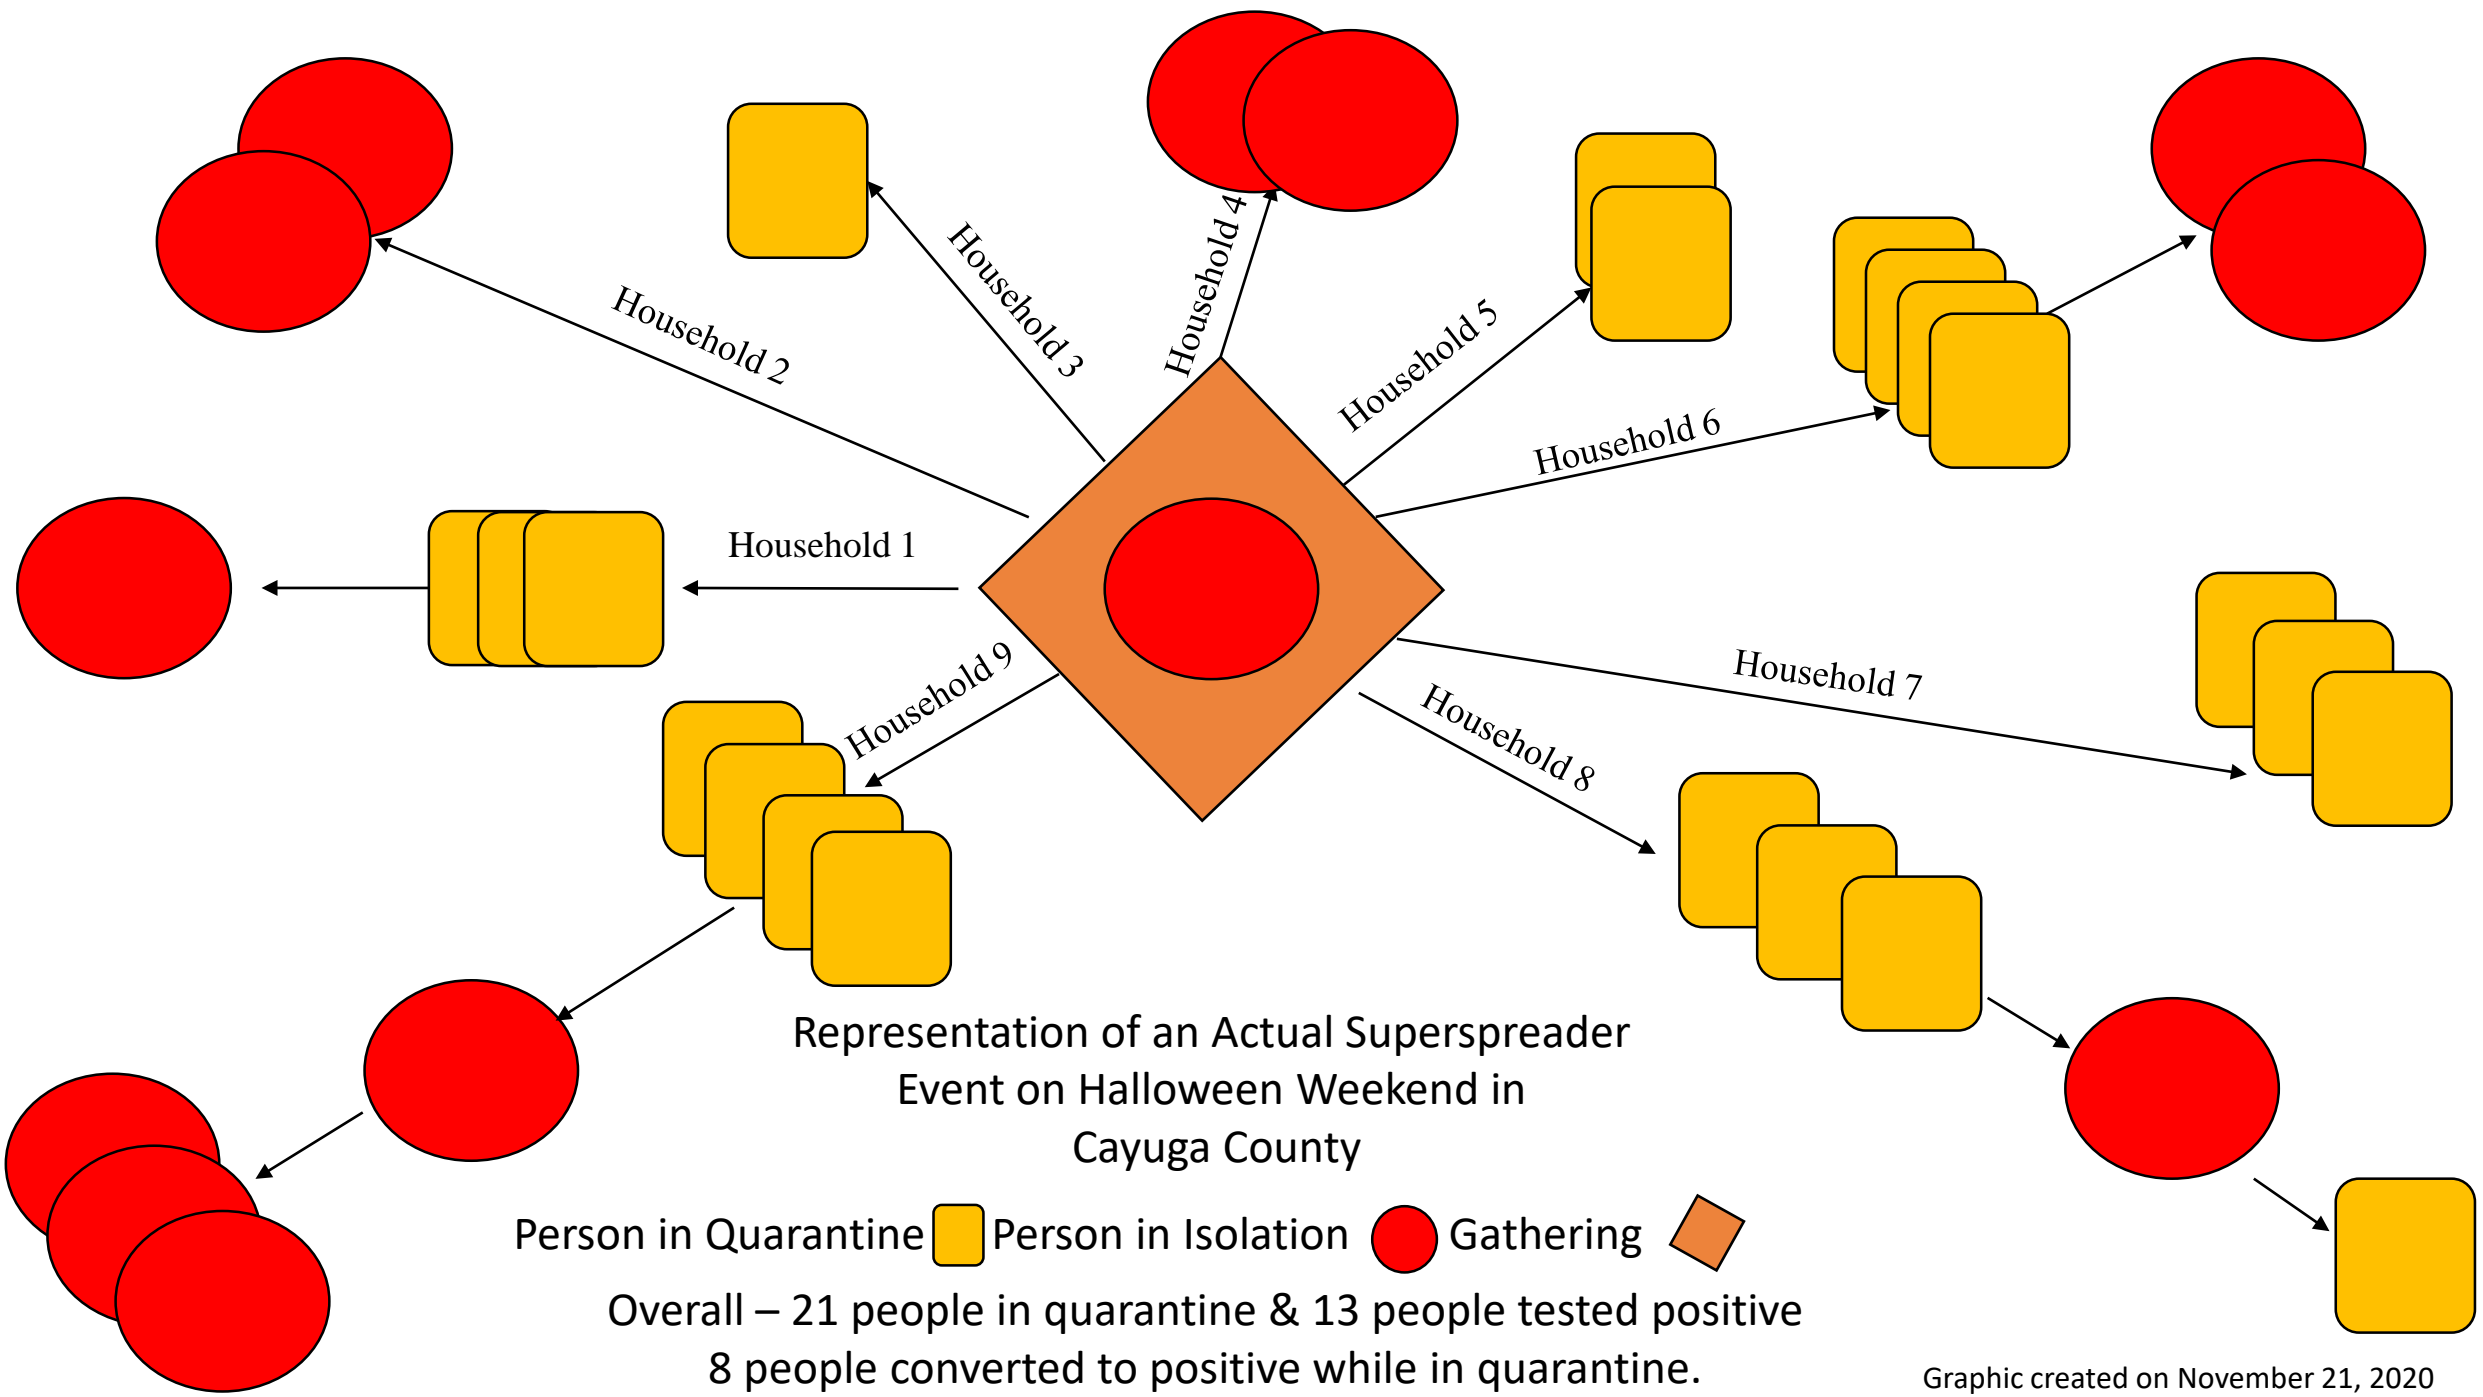 Household 4
Household 3
Household 2
Household 5
Household 6
Household 1
Household 9
Household 7
Household 8
Representation of an Actual Superspreader
Event on Halloween Weekend in
Cayuga County
Person in Quarantine Person in Isolation Gathering
Overall – 21 people in quarantine & 13 people tested positive
8 people converted to positive while in quarantine.
Graphic created on November 21, 2020